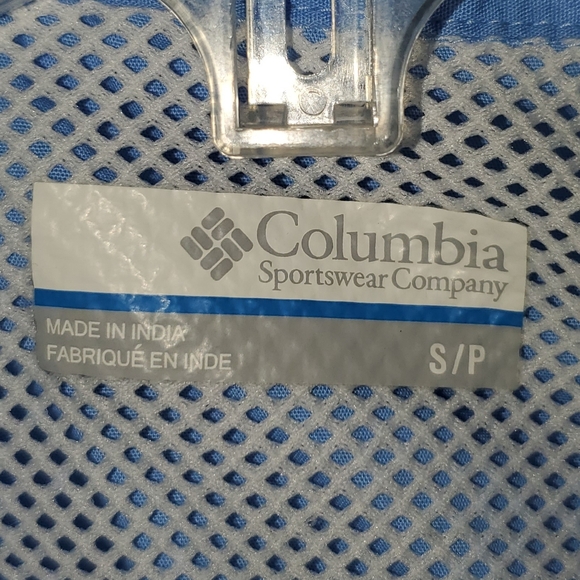 Columbia
Sportswear Company
MADE IN INDIA
FABRIQUÉ EN INDE
S/P